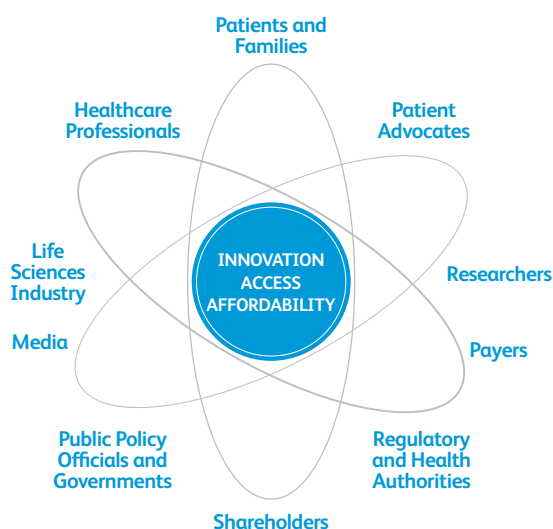 Patients and
Families
Healthcare
Professionals
Patient
Advocates
Life
Sciences
Industry
INNOVATION
ACCESS
AFFORDABILITY
Researchers
Media
Payers
Public Policy
Officials and
Governments
Regulatory
and Health
Authorities
Shareholders